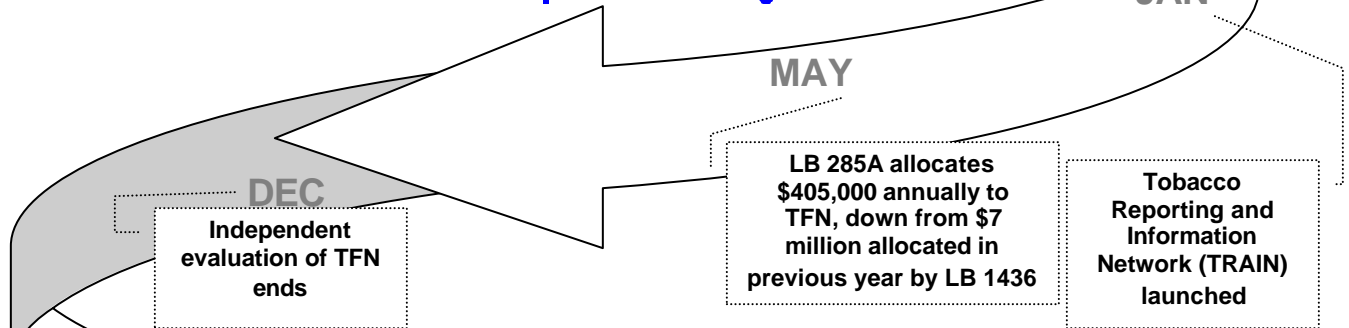 JAN
MAY
LB 285A allocates
$405,000 annually to
TFN, down from $7
million allocated in
previous year by LB 1436
Tobacco
Reporting and
Information
Network (TRAIN)
launched
DEC
Independent
evaluation of TFN
ends